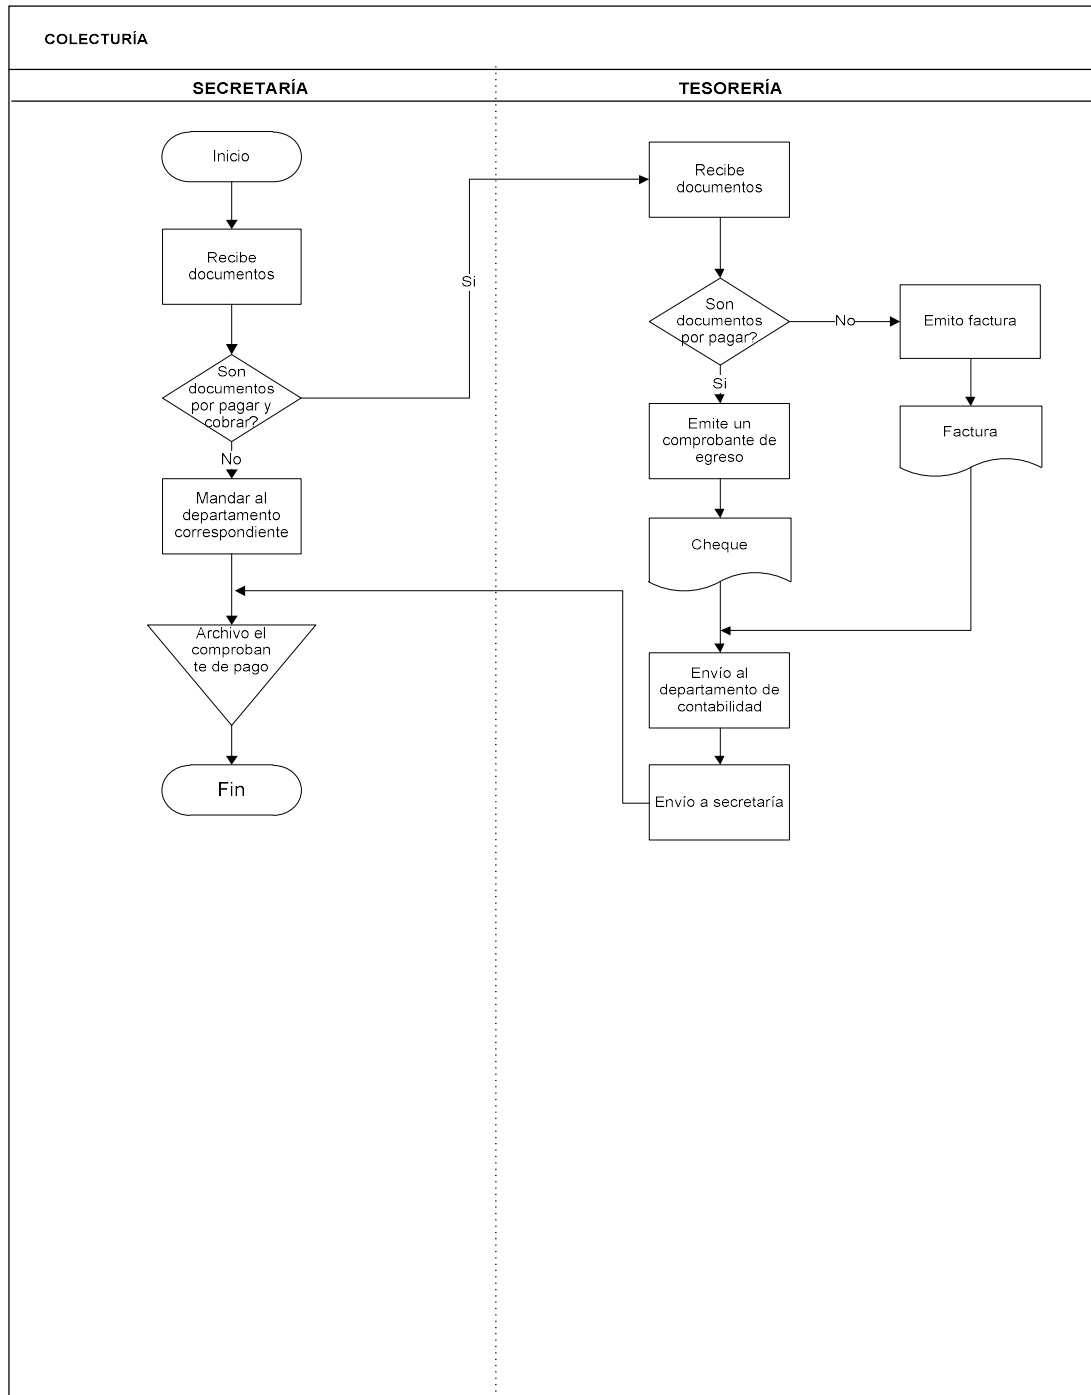 COLECTURÍA
SECRETARÍA
TESORERÍA
Inicio
Recibe
documentos
Son
documentos
por pagar y
cobrar?
No
Mandar al
departamento
correspondiente
Archivo el
comproban
te de pago
Fin
Si
Recibe
documentos
Son
documentos
por pagar?
No
Emito factura
Factura
Si
Emite un
comprobante de
egreso
Cheque
Envío al
departamento de
contabilidad
Envío a secretaría